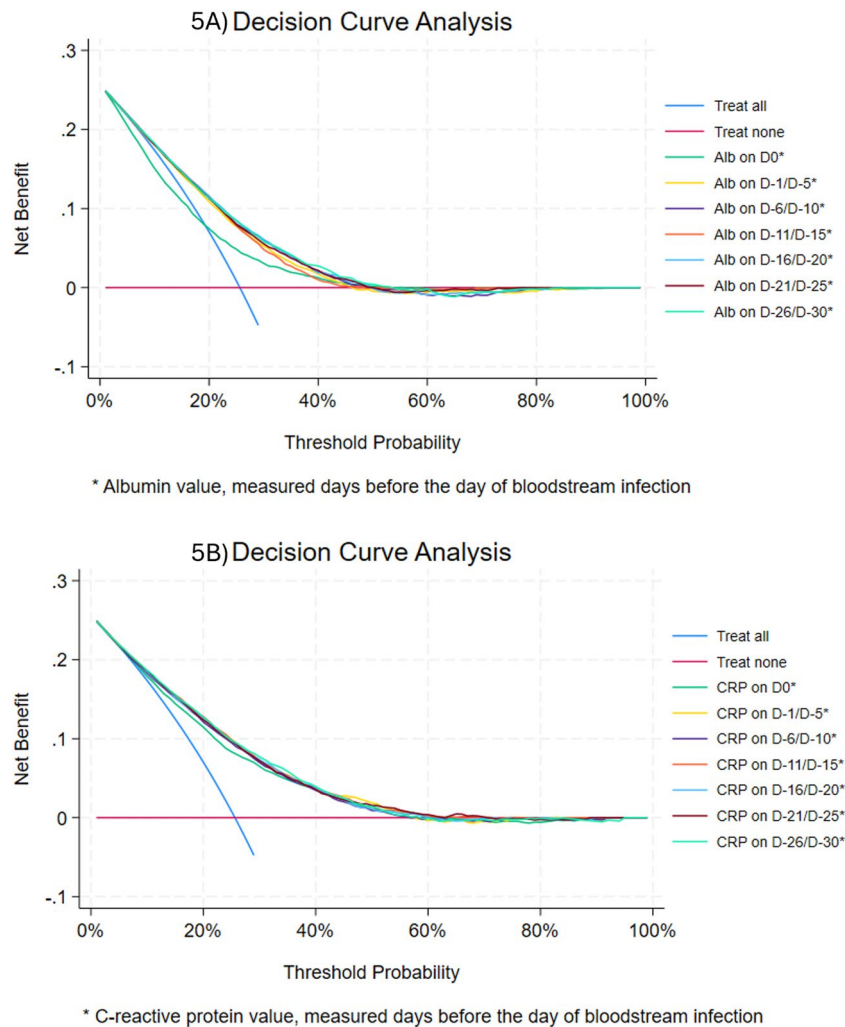 5A) Decision Curve Analysis
.3
.2
.1
0
-.1
Net Benefit
0% 20% 40% 60% 80% 100%
Threshold Probability
Treat all
Treat none
Alb on D0*
Alb on D-1/D-5*
Alb on D-6/D-10*
Alb on D-11/D-15*
Alb on D-16/D-20*
Alb on D-21/D-25*
Alb on D-26/D-30*
* Albumin value, measured days before the day of bloodstream infection
5B) Decision Curve Analysis
.3
.2
.1
0
-.1
Net Benefit
0% 20% 40% 60% 80% 100%
Threshold Probability
Treat all
Treat none
CRP on D0*
CRP on D-1/D-5*
CRP on D-6/D-10*
CRP on D-11/D-15*
CRP on D-16/D-20*
CRP on D-21/D-25*
CRP on D-26/D-30*
* C-reactive protein value, measured days before the day of bloodstream infection